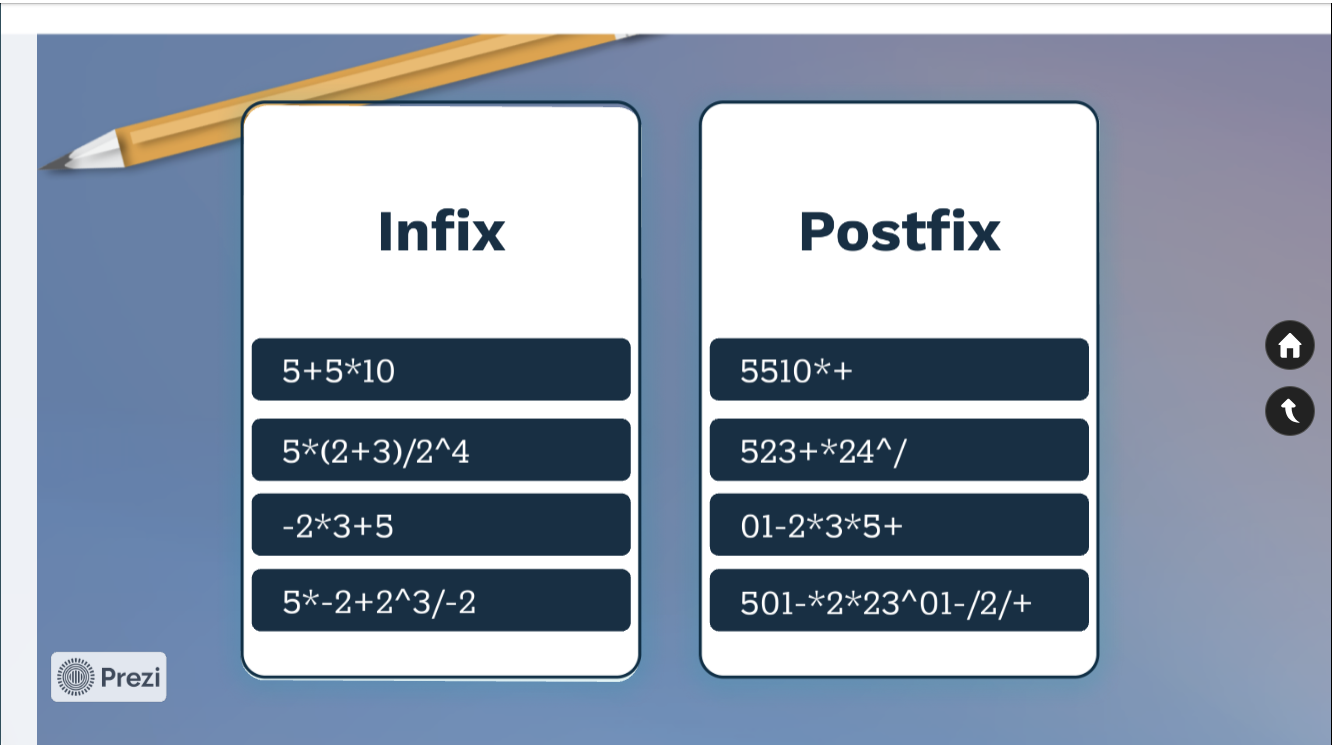 Infix
5+5*10
5*(2+3)/2^4
-2*3+5
5*-2+2^3/-2
Postfix
5510*+
523+*24^/
01-2*3*5+
501-*2*23^01-/2/+
Prezi